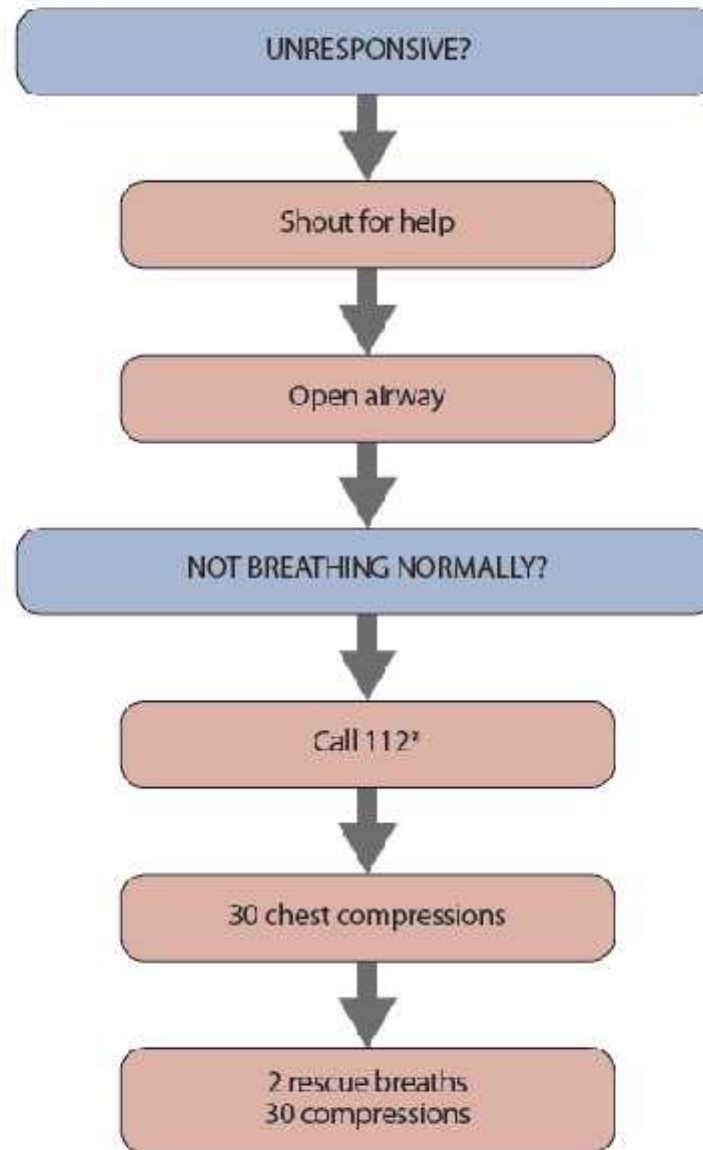 UNRESPONSIVE?
Shout for help
Open airway
NOT BREATHING NORMALLY?
Call 112*
30 chest compressions
2 rescue breaths
30 compressions